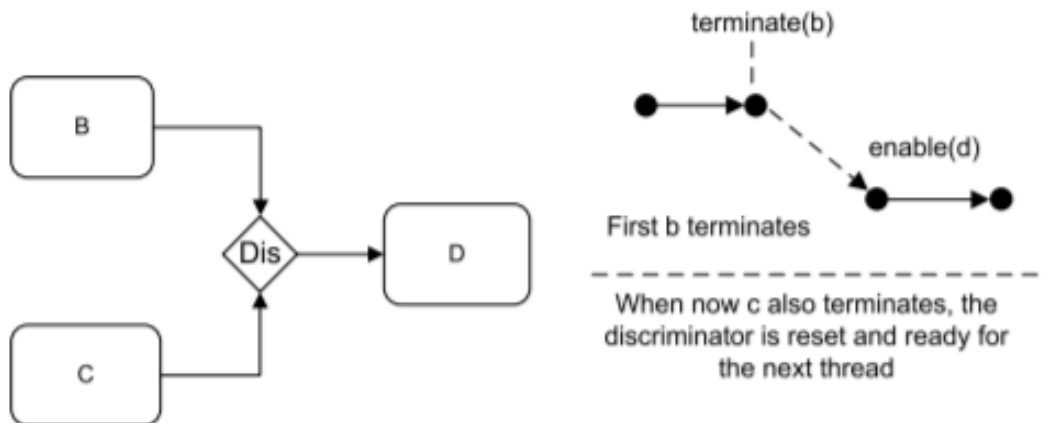 B
Dis
D
C
terminate(b)
enable(d)
First b terminates
When now c also terminates, the
discriminator is reset and ready for
the next thread